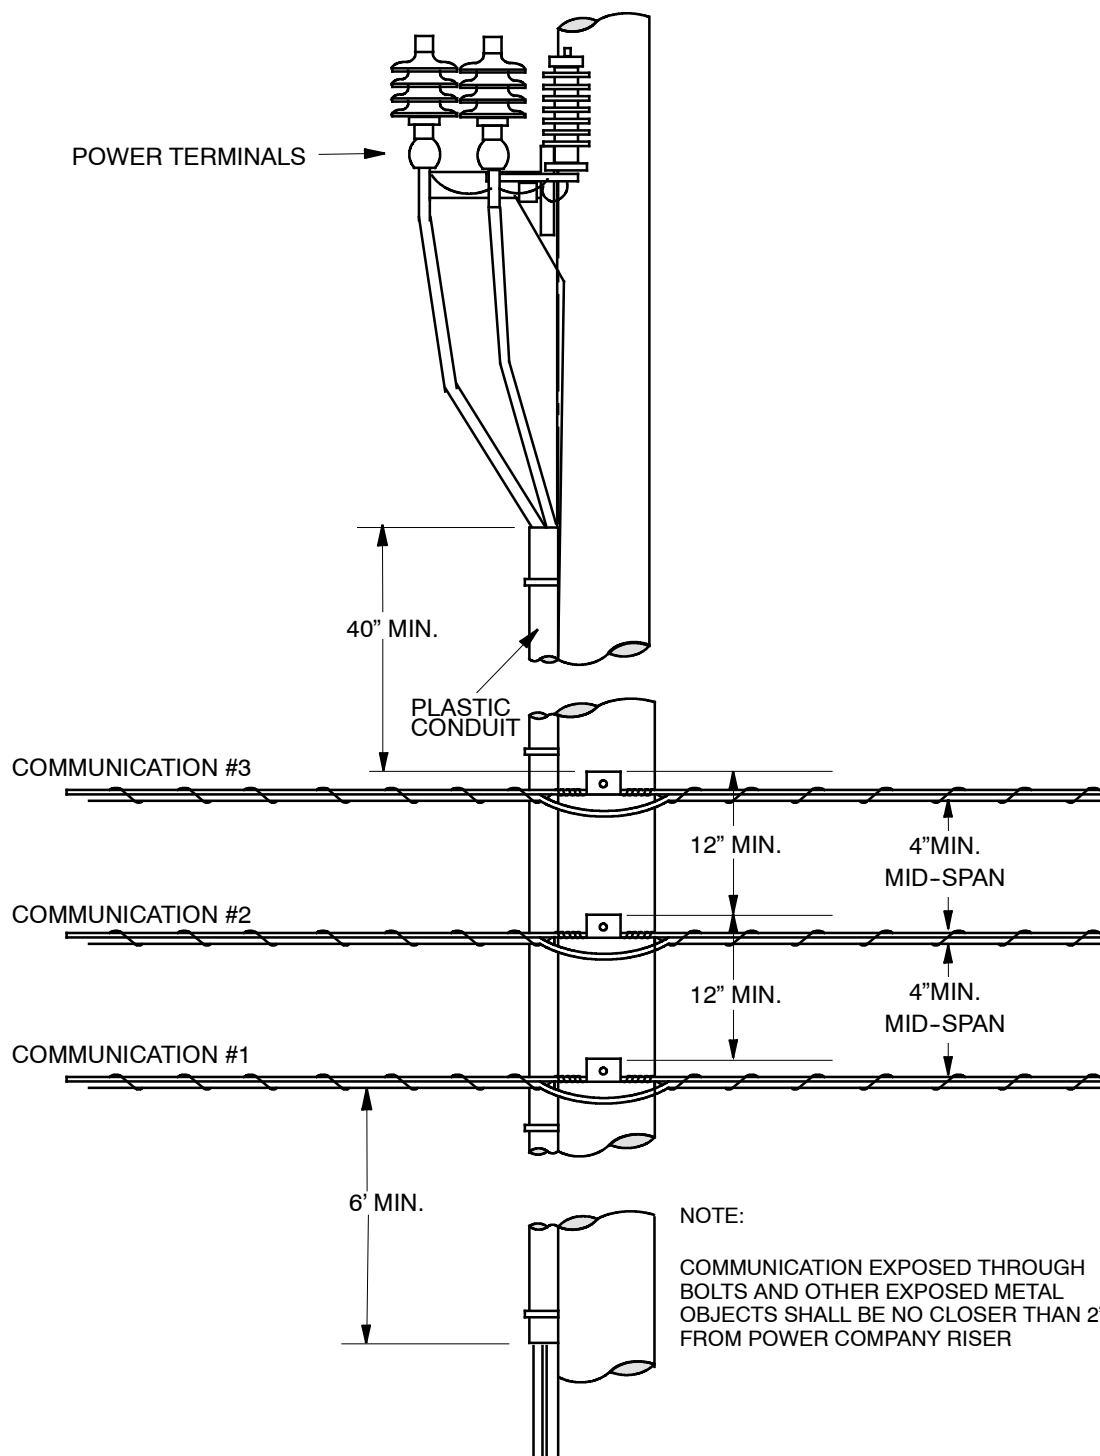 POWER TERMINALS
40” MIN.
PLASTIC
CONDUIT
COMMUNICATION #3
12” MIN.
4”MIN.
MID-SPAN
COMMUNICATION #2
12” MIN.
4”MIN.
MID-SPAN
COMMUNICATION #1
6’ MIN.
NOTE:
COMMUNICATION EXPOSED THROUGH
BOLTS AND OTHER EXPOSED METAL
OBJECTS SHALL BE NO CLOSER THAN 2”
FROM POWER COMPANY RISER